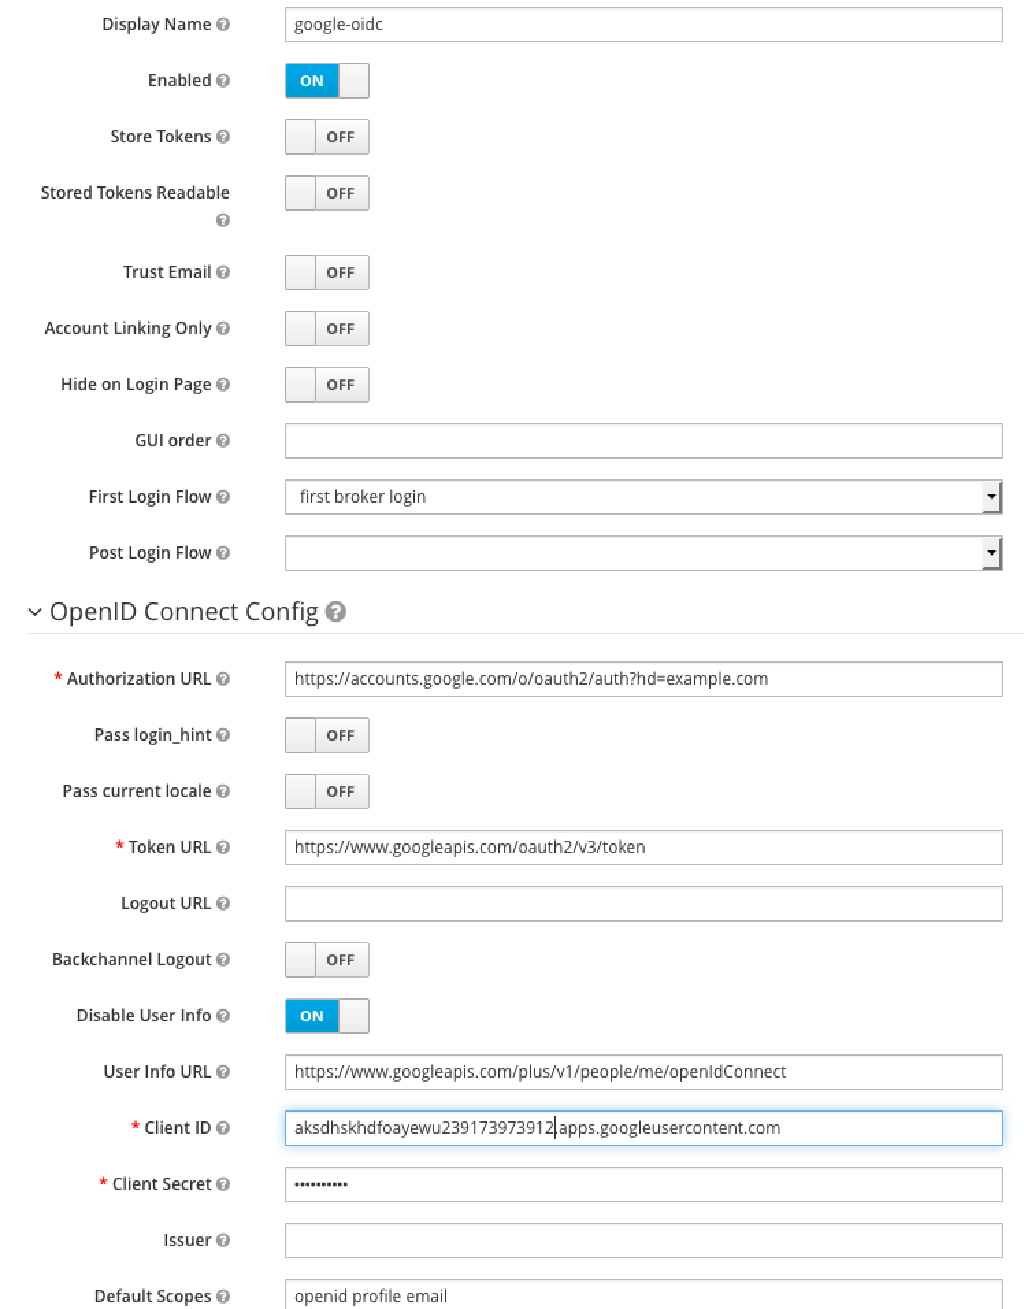 Display Name google-oidc
Enabled ON
Store Tokens OFF
Stored Tokens Readable OFF
Trust Email OFF
Account Linking Only OFF
Hide on Login Page OFF
GUI order
First Login Flow first broker login
Post Login Flow
OpenID Connect Config
* Authorization URL https://accounts.google.com/o/oauth2/auth?hd=example.com
Pass login_hint OFF
Pass current locale OFF
* Token URL https://www.googleapis.com/oauth2/v3/token
Logout URL
Backchannel Logout OFF
Disable User Info ON
User Info URL https://www.googleapis.com/plus/v1/people/me/openIdConnect
* Client ID aksdhskhdfoayewu239173973912.apps.googleusercontent.com
* Client Secret ••••••••••
Issuer
Default Scopes openid profile email